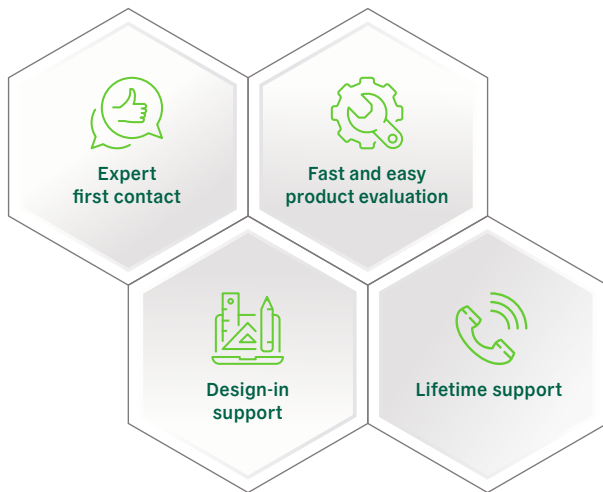 Expert
first contact
Fast and easy
product evaluation
Design-in
support
Lifetime support